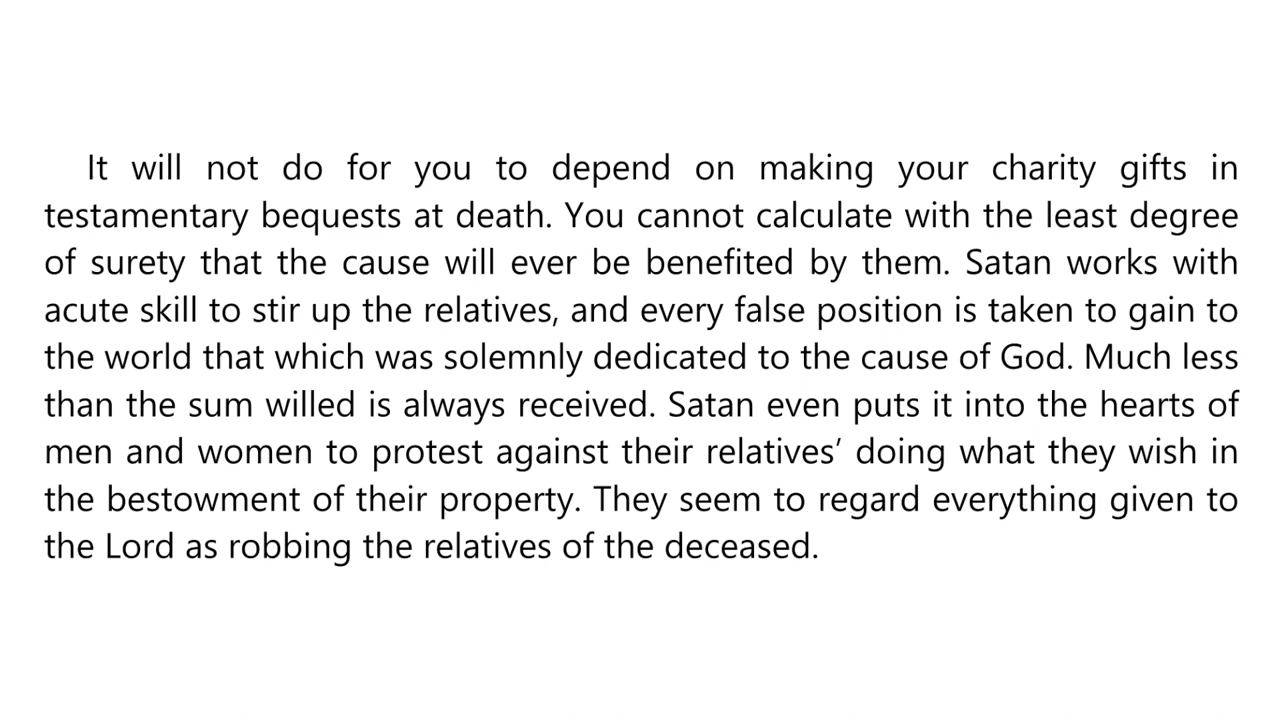 It will not do for you to depend on making your charity gifts in
testamentary bequests at death. You cannot calculate with the least degree
of surety that the cause will ever be benefited by them. Satan works with
acute skill to stir up the relatives, and every false position is taken to gain to
the world that which was solemnly dedicated to the cause of God. Much less
than the sum willed is always received. Satan even puts it into the hearts of
men and women to protest against their relatives’ doing what they wish in
the bestowment of their property. They seem to regard everything given to
the Lord as robbing the relatives of the deceased.